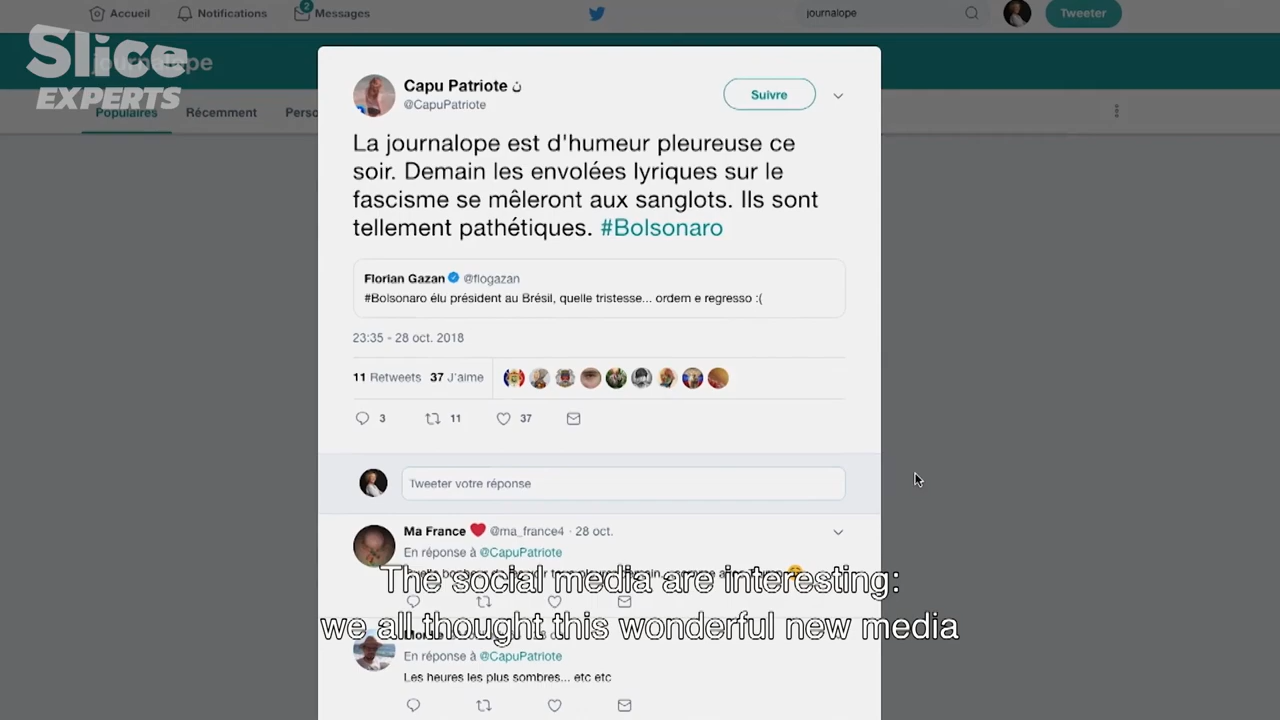 Accueil
Notifications
2
Messages
journalope
Tweeter
Slice
EXPERTS
journalope
Populaires
Récemment
Perso
Capu Patriote ن
@CapuPatriote
Suivre
La journalope est d'humeur pleureuse ce
soir. Demain les envolées lyriques sur le
fascisme se mêleront aux sanglots. Ils sont
tellement pathétiques. #Bolsonaro
Florian Gazan @flogazan
#Bolsonaro élu président au Brésil, quelle tristesse... ordem e regresso :(
23:35 - 28 oct. 2018
11 Retweets 37 J'aime
3 11 37
Tweeter votre réponse
Ma France ❤ @ma_france4 · 28 oct.
En réponse à @CapuPatriote
The social media are interesting:
we all thought this wonderful new media
En réponse à @CapuPatriote
Les heures les plus sombres... etc etc